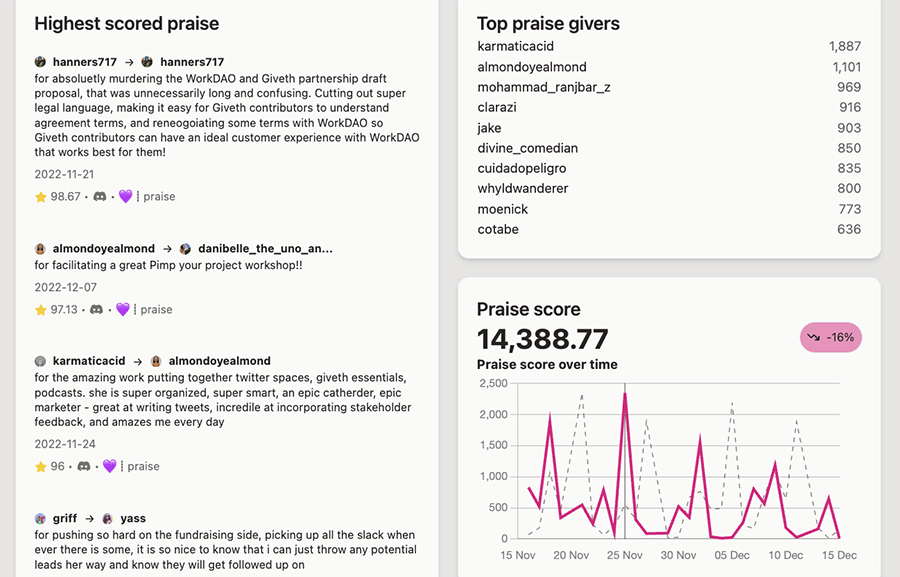 Highest scored praise
hanners717 → hanners717
for absoluetly murdering the WorkDAO and Giveth partnership draft
proposal, that was unnecessarily long and confusing. Cutting out super
legal language, making it easy for Giveth contributors to understand
agreement terms, and reneogoiating some terms with WorkDAO so
Giveth contributors can have an ideal customer experience with WorkDAO
that works best for them!
2022-11-21
⭐ 98.67 • • 💜┆praise
almondoyealmond → danibelle_the_uno_an...
for facilitating a great Pimp your project workshop!!
2022-12-07
⭐ 97.13 • • 💜┆praise
karmaticacid → almondoyealmond
for the amazing work putting together twitter spaces, giveth essentials,
podcasts. she is super organized, super smart, an epic catherder, epic
marketer - great at writing tweets, incredile at incorporating stakeholder
feedback, and amazes me every day
2022-11-24
⭐ 96 • • 💜┆praise
griff → yass
for pushing so hard on the fundraising side, picking up all the slack when
ever there is some, it is so nice to know that i can just throw any potential
leads her way and know they will get followed up on
Top praise givers
karmaticacid 1,887
almondoyealmond 1,101
mohammad_ranjbar_z 969
clarazi 916
jake 903
divine_comedian 850
cuidadopeligro 835
whyldwanderer 800
moenick 773
cotabe 636
Praise score
14,388.77
-16%
Praise score over time
2,500
2,000
1,500
1,000
500
0
15 Nov 20 Nov 25 Nov 30 Nov 05 Dec 10 Dec 15 Dec